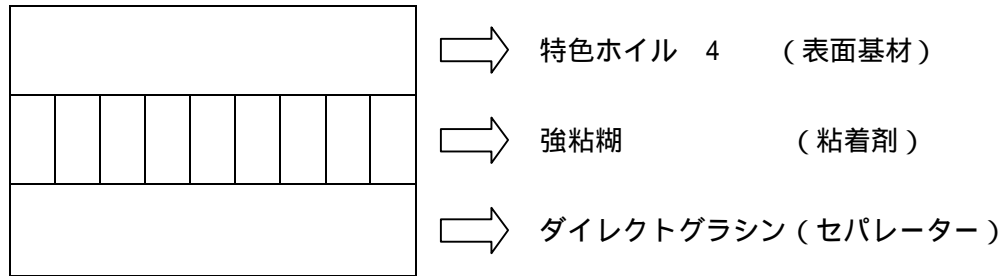 特色ホイル　4　　（表面基材）
強粘糊　　　　　（粘着剤）
ダイレクトグラシン（セパレーター）